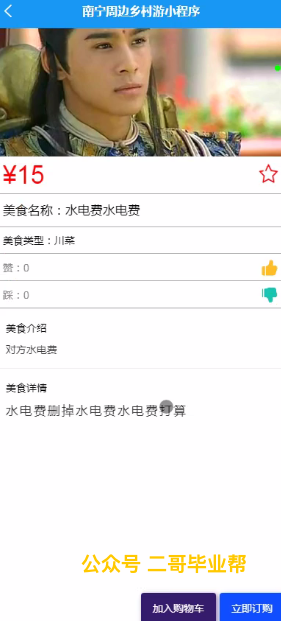 南宁周边乡村游小程序
¥15
美食名称：水电费水电费
美食类型：川菜
赞：0
踩：0
美食介绍
对方水电费
美食详情
水电费删掉水电费水电费打算
公众号 二哥毕业帮
加入购物车
立即订购